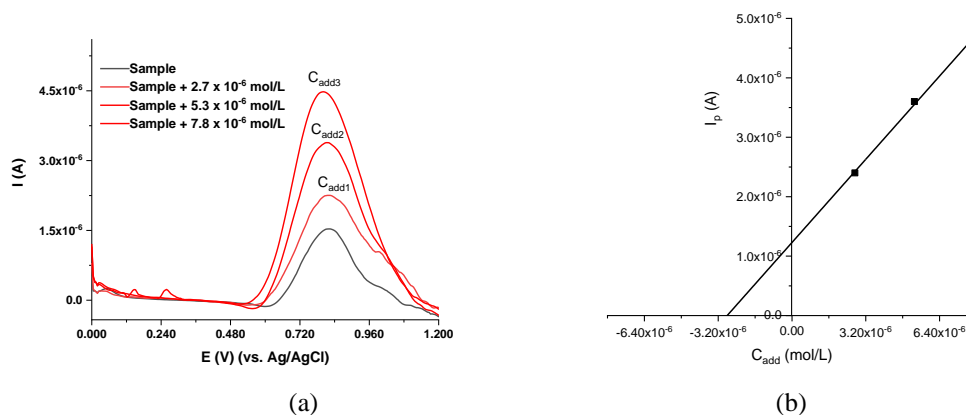 Sample
Sample + 2.7 x 10⁻⁶ mol/L
Sample + 5.3 x 10⁻⁶ mol/L
Sample + 7.8 x 10⁻⁶ mol/L
C_add3
C_add2
C_add1
4.5x10⁻⁶
3.0x10⁻⁶
1.5x10⁻⁶
0.0
I (A)
0.000 0.240 0.480 0.720 0.960 1.200
E (V) (vs. Ag/AgCl)
(a)
5.0x10⁻⁶
4.0x10⁻⁶
3.0x10⁻⁶
2.0x10⁻⁶
1.0x10⁻⁶
0.0
I_p (A)
-6.40x10⁻⁶ -3.20x10⁻⁶ 0.00 3.20x10⁻⁶ 6.40x10⁻⁶
C_add (mol/L)
(b)